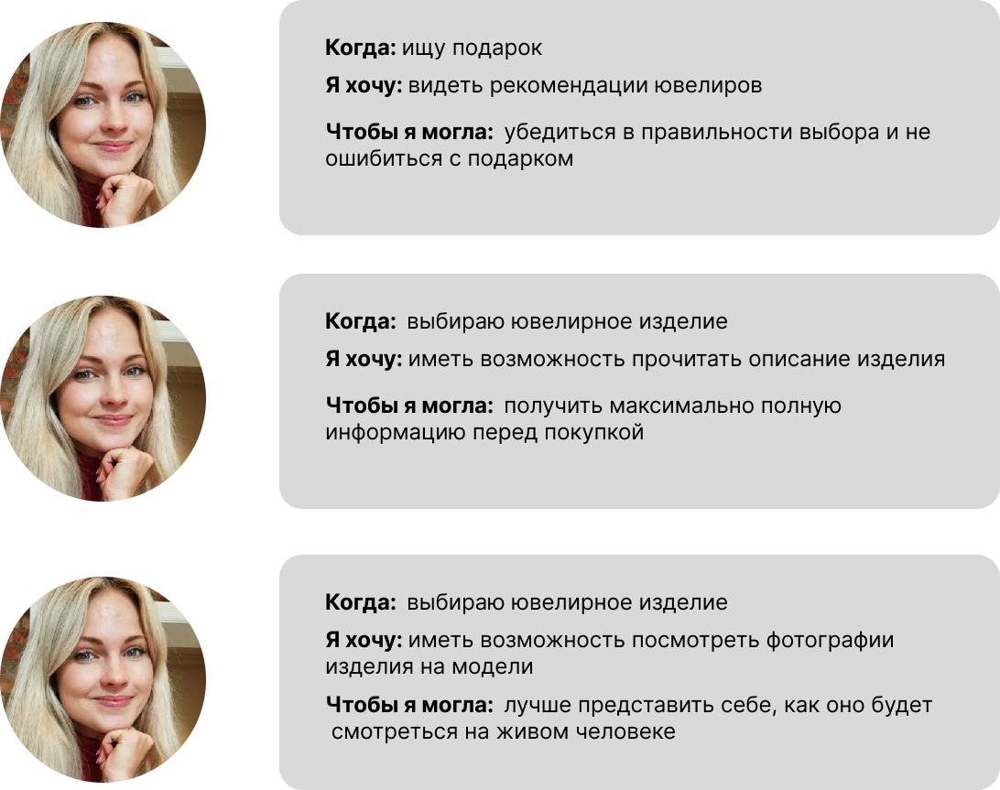 Когда: ищу подарок
Я хочу: видеть рекомендации ювелиров
Чтобы я могла: убедиться в правильности выбора и не
ошибиться с подарком
Когда: выбираю ювелирное изделие
Я хочу: иметь возможность прочитать описание изделия
Чтобы я могла: получить максимально полную
информацию перед покупкой
Когда: выбираю ювелирное изделие
Я хочу: иметь возможность посмотреть фотографии
изделия на модели
Чтобы я могла: лучше представить себе, как оно будет
смотреться на живом человеке